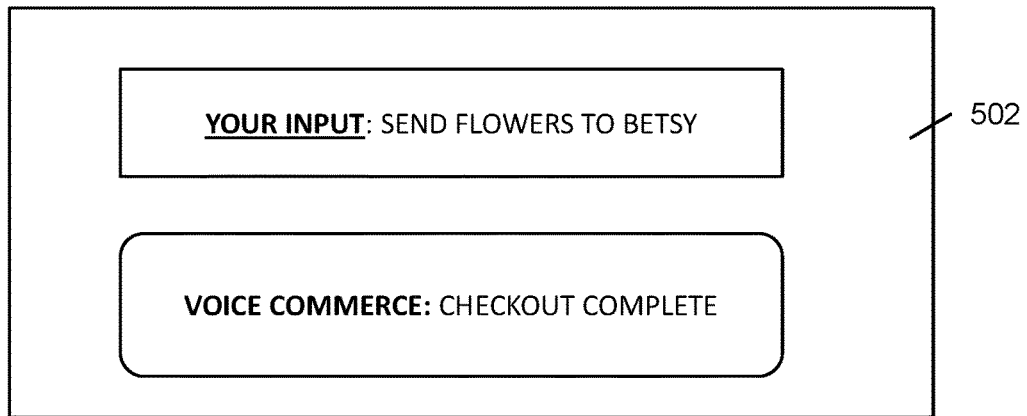 YOUR INPUT: SEND FLOWERS TO BETSY
502
VOICE COMMERCE: CHECKOUT COMPLETE